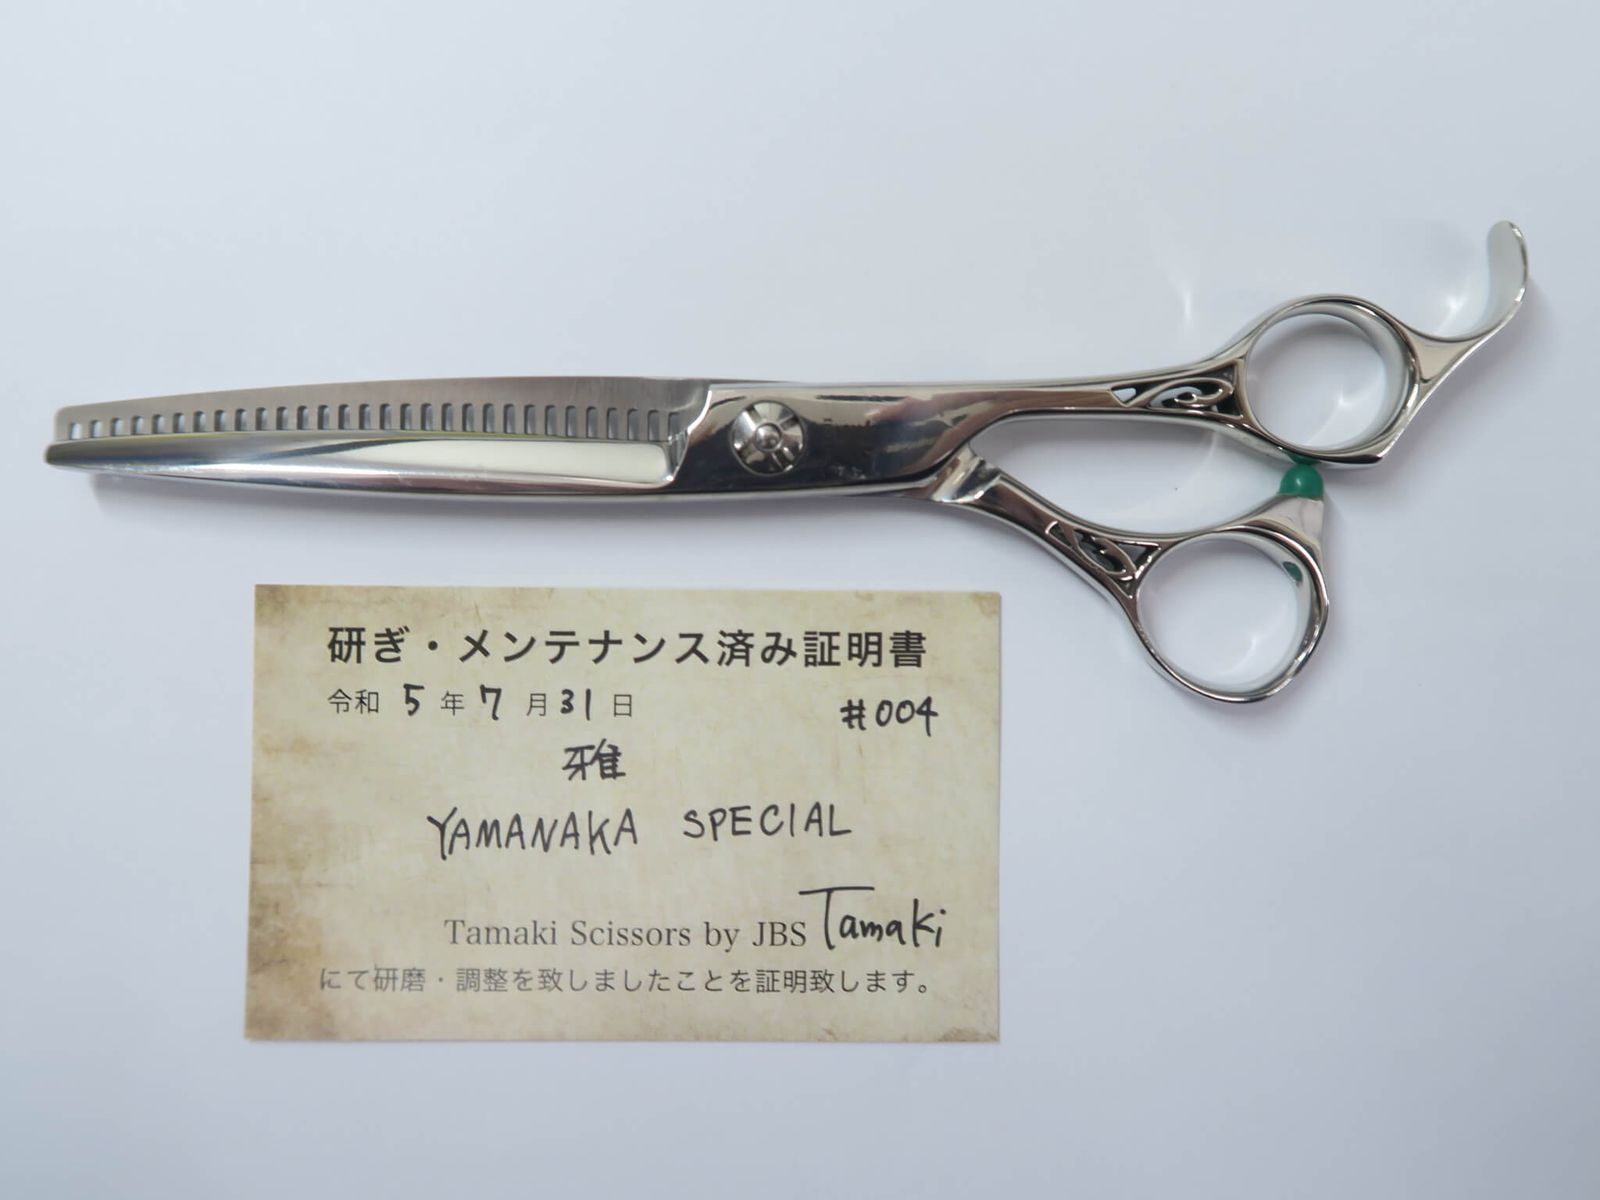 研ぎ・メンテナンス済み証明書
令和 5 年 7 月 31 日 #004
雅
YAMANAKA SPECIAL
Tamaki Scissors by JBS Tamaki
にて研磨・調整を致しましたことを証明致します。